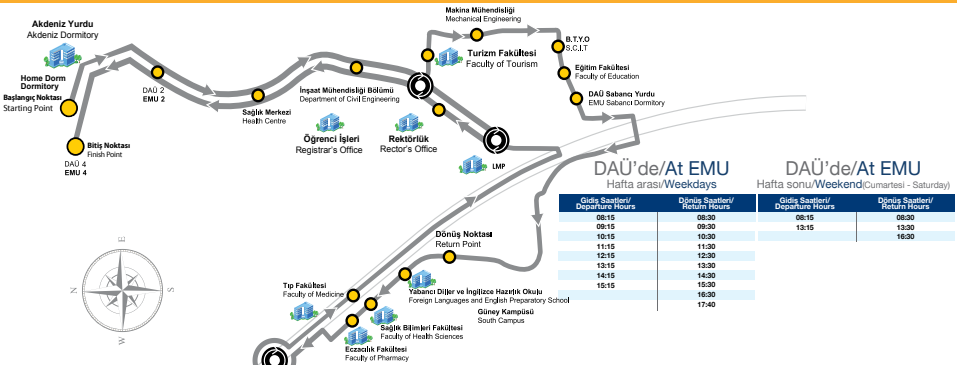 Akdeniz Yurdu
Akdeniz Dormitory
Home Dorm
Dormitory
Başlangıç Noktası
Starting Point
Bitiş Noktası
Finish Point
DAÜ 4
EMU 4
DAÜ 2
EMU 2
Sağlık Merkezi
Health Centre
İnşaat Mühendisliği Bölümü
Department of Civil Engineering
Öğrenci İşleri
Registrar's Office
Rektörlük
Rector's Office
Makina Mühendisliği
Mechanical Engineering
Turizm Fakültesi
Faculty of Tourism
B.T.Y.O
S.C.I.T
Eğitim Fakültesi
Faculty of Education
DAÜ Sabancı Yurdu
EMU Sabancı Dormitory
LMP
Dönüş Noktası
Return Point
Yabancı Diller ve İngilizce Hazırlık Okulu
Foreign Languages and English Preparatory School
Güney Kampüsü
South Campus
Tıp Fakültesi
Faculty of Medicine
Sağlık Bilimleri Fakültesi
Faculty of Health Sciences
Eczacılık Fakültesi
Faculty of Pharmacy
E
N
S
W
DAÜ'de/At EMU
Hafta arası/Weekdays
Gidiş Saatleri/ Dönüş Saatleri/
Departure Hours Return Hours
08:15 08:30
09:15 09:30
10:15 10:30
11:15 11:30
12:15 12:30
13:15 13:30
14:15 14:30
15:15 15:30
16:30
17:40
DAÜ'de/At EMU
Hafta sonu/Weekend(Cumartesi - Saturday)
Gidiş Saatleri/ Dönüş Saatleri/
Departure Hours Return Hours
08:15 08:30
13:15 13:30
16:30